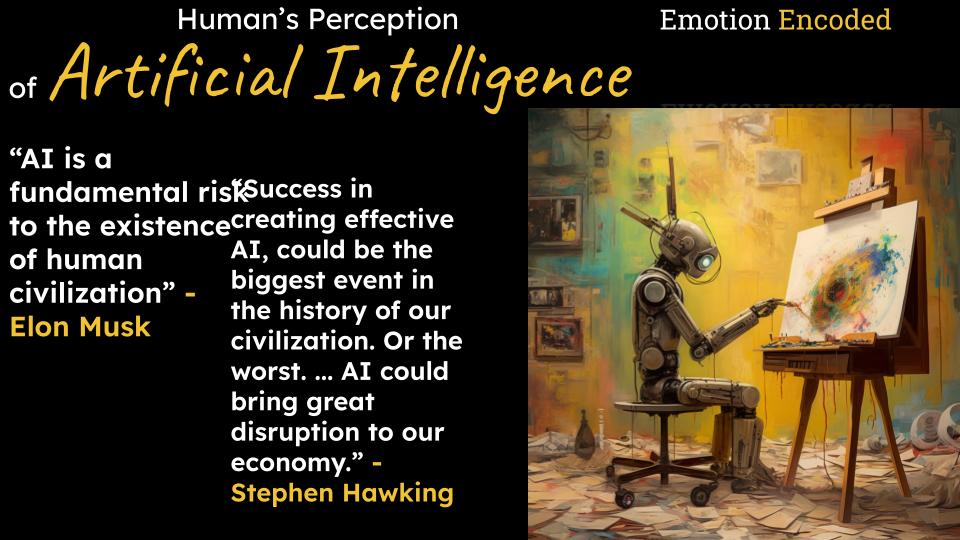 Human’s Perception
Emotion Encoded
of Artificial Intelligence
“AI is a
fundamental risk
to the existence
of human
civilization” -
Elon Musk
“Success in
creating effective
AI, could be the
biggest event in
the history of our
civilization. Or the
worst. ... AI could
bring great
disruption to our
economy.” -
Stephen Hawking